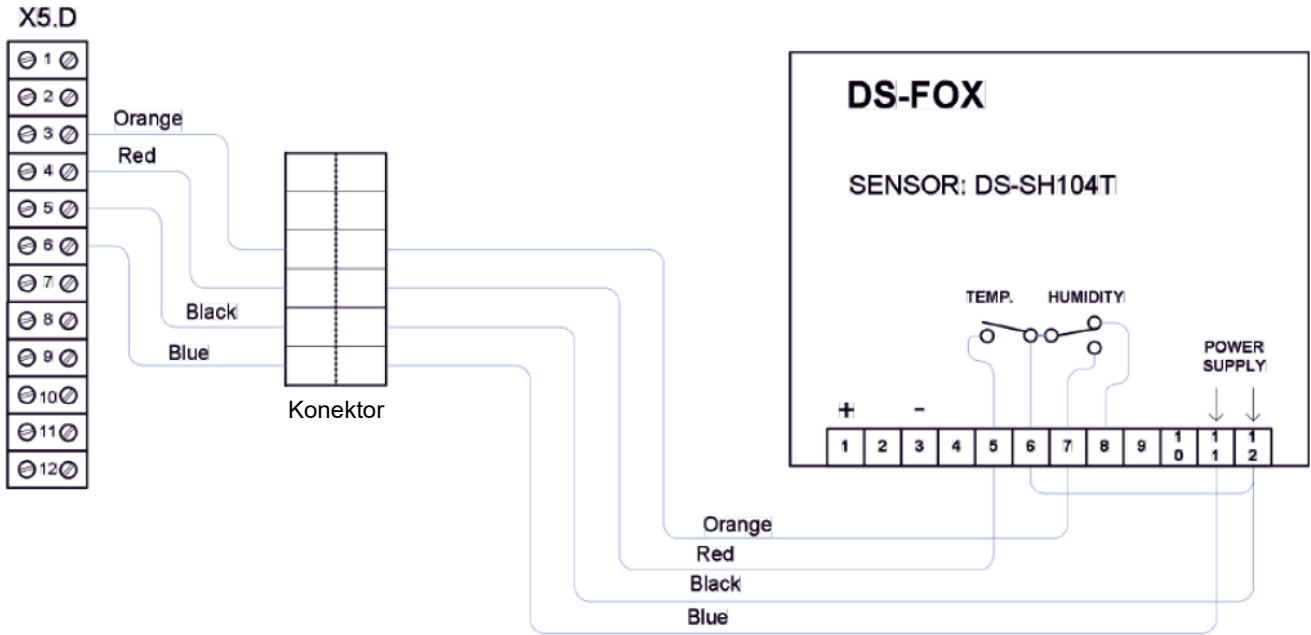 X5.D
1
2
3
4
5
6
7
8
9
10
11
12
Orange
Red
Black
Blue
Konektor
DS-FOX
SENSOR: DS-SH104T
TEMP. HUMIDITY
POWER
SUPPLY
+ -
1 2 3 4 5 6 7 8 9 10 11 12
Orange
Red
Black
Blue